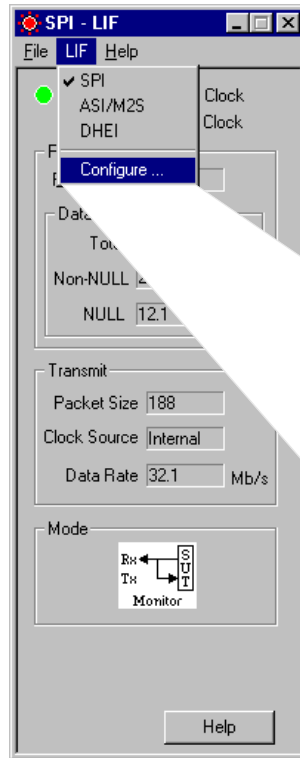 SPI - LIF
File LIF Help
SPI
ASI/M2S
DHEI
Configure ...
Clock
Clock
Non-NULL
NULL 12.1
Transmit
Packet Size 188
Clock Source Internal
Data Rate 32.1 Mb/s
Mode
Rx
Tx
SUT
Monitor
Help